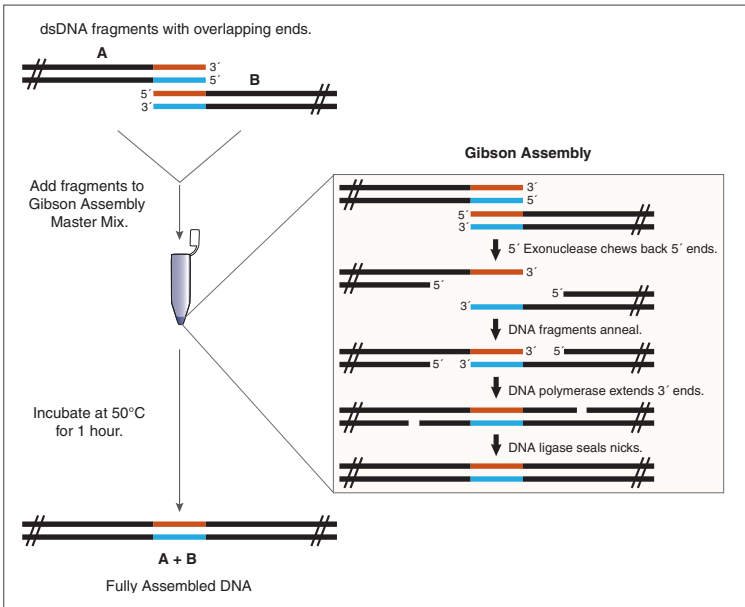 dsDNA fragments with overlapping ends.
A
3´
5´
B
5´
3´
Add fragments to
Gibson Assembly
Master Mix.
Incubate at 50°C
for 1 hour.
A + B
Fully Assembled DNA
Gibson Assembly
3´
5´
5´
3´
5´ Exonuclease chews back 5´ ends.
3´
5´
5´
3´
DNA fragments anneal.
3´ 5´
5´ 3´
DNA polymerase extends 3´ ends.
DNA ligase seals nicks.